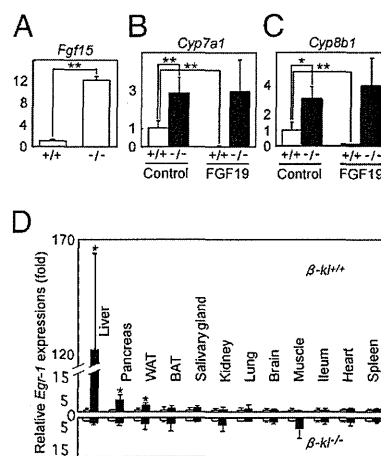 A B C
Fgf15 Cyp7a1 Cyp8b1
** ** ** * **
12
8
4
0
+/+ -/-
3
1
0
+/+ -/- +/+ -/-
Control FGF19
4
2
1
0
+/+ -/- +/+ -/-
Control FGF19
D
Relative Egr-1 expressions (fold)
170
120
15
5
0
5
15
β-kl+/+
* * *
Liver
Pancreas
WAT
BAT
Salivary gland
Kidney
Lung
Brain
Muscle
Ileum
Heart
Spleen
β-kl-/-